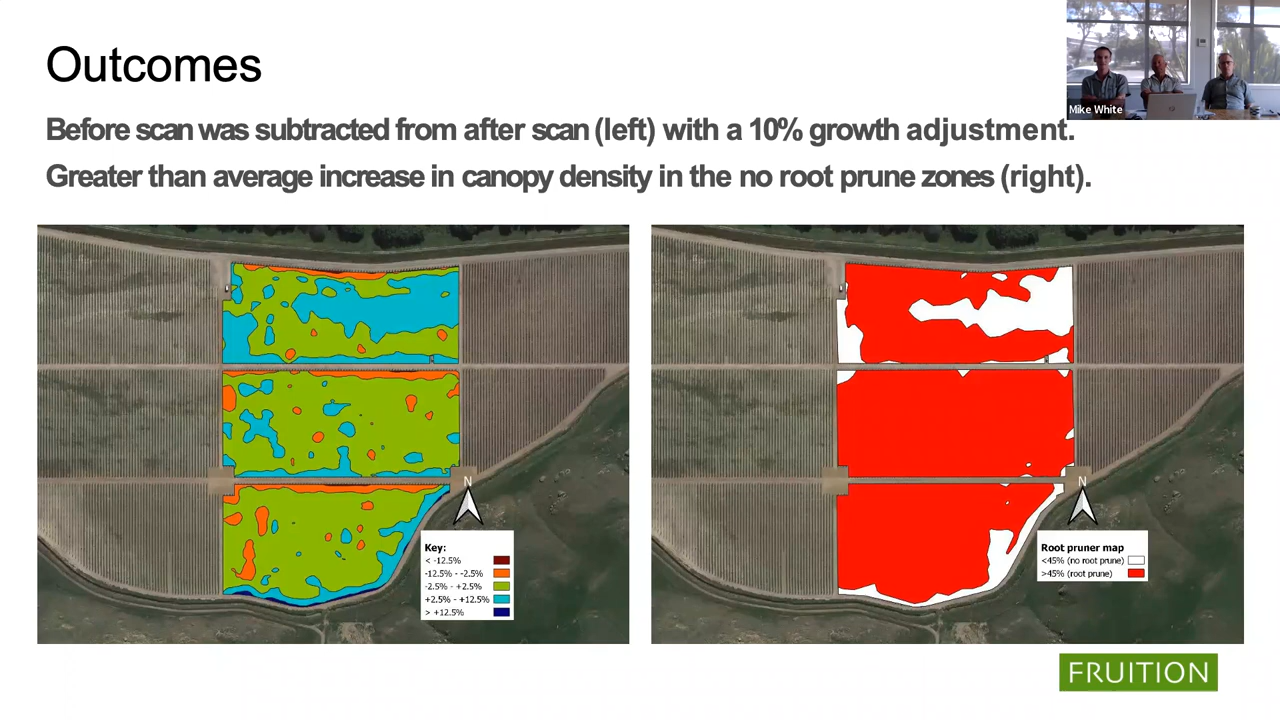 Outcomes
Mike White
Before scan was subtracted from after scan (left) with a 10% growth adjustment.
Greater than average increase in canopy density in the no root prune zones (right).
N
Key:
< -12.5%
-12.5% - -2.5%
-2.5% - +2.5%
+2.5% - +12.5%
> +12.5%
N
Root pruner map
<45% (no root prune)
>45% (root prune)
FRUITION